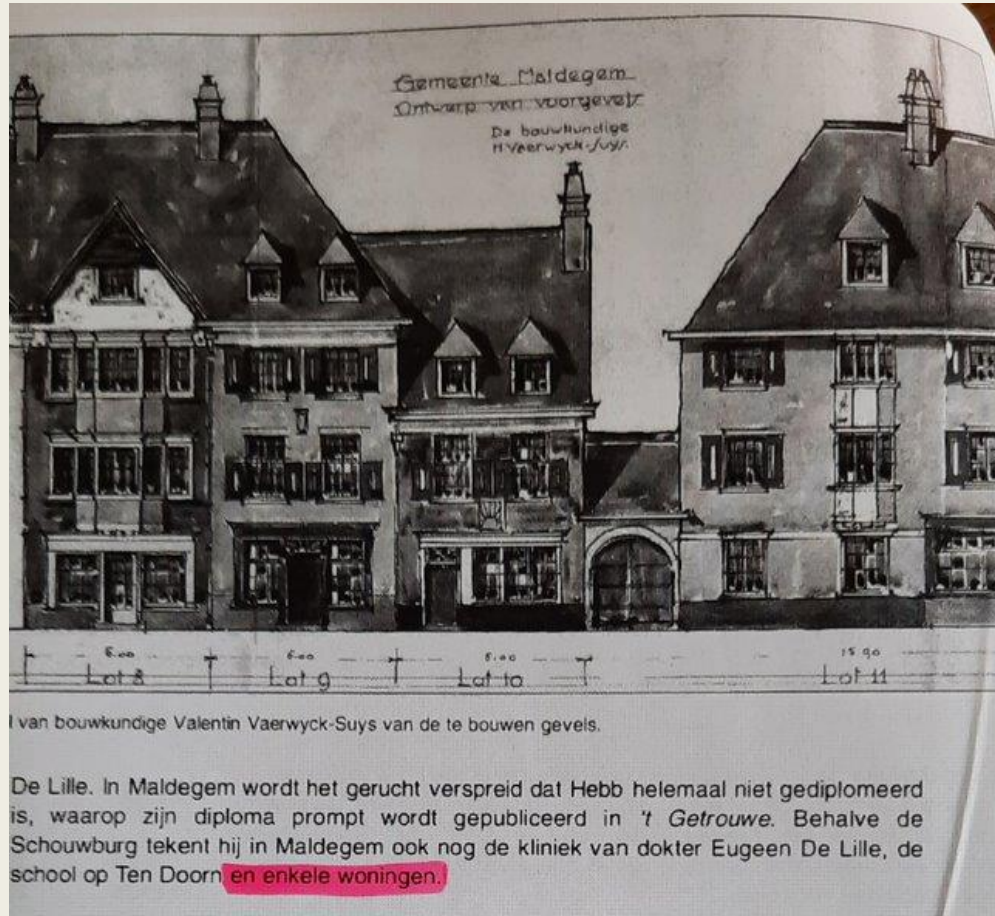 Gemeente Maldegem
Ontwerp van voorgevels
De bouwkundige
Vaerwyck-Suys.
6.00
6.00
15.90
Lot 8
Lot 9
Lot 10
Lot 11
van bouwkundige Valentin Vaerwyck-Suys van de te bouwen gevels.
De Lille. In Maldegem wordt het gerucht verspreid dat Hebb helemaal niet gediplomeerd
is, waarop zijn diploma prompt wordt gepubliceerd in 't Getrouwe. Behalve de
Schouwburg tekent hij in Maldegem ook nog de kliniek van dokter Eugeen De Lille, de
school op Ten Doorn en enkele woningen.